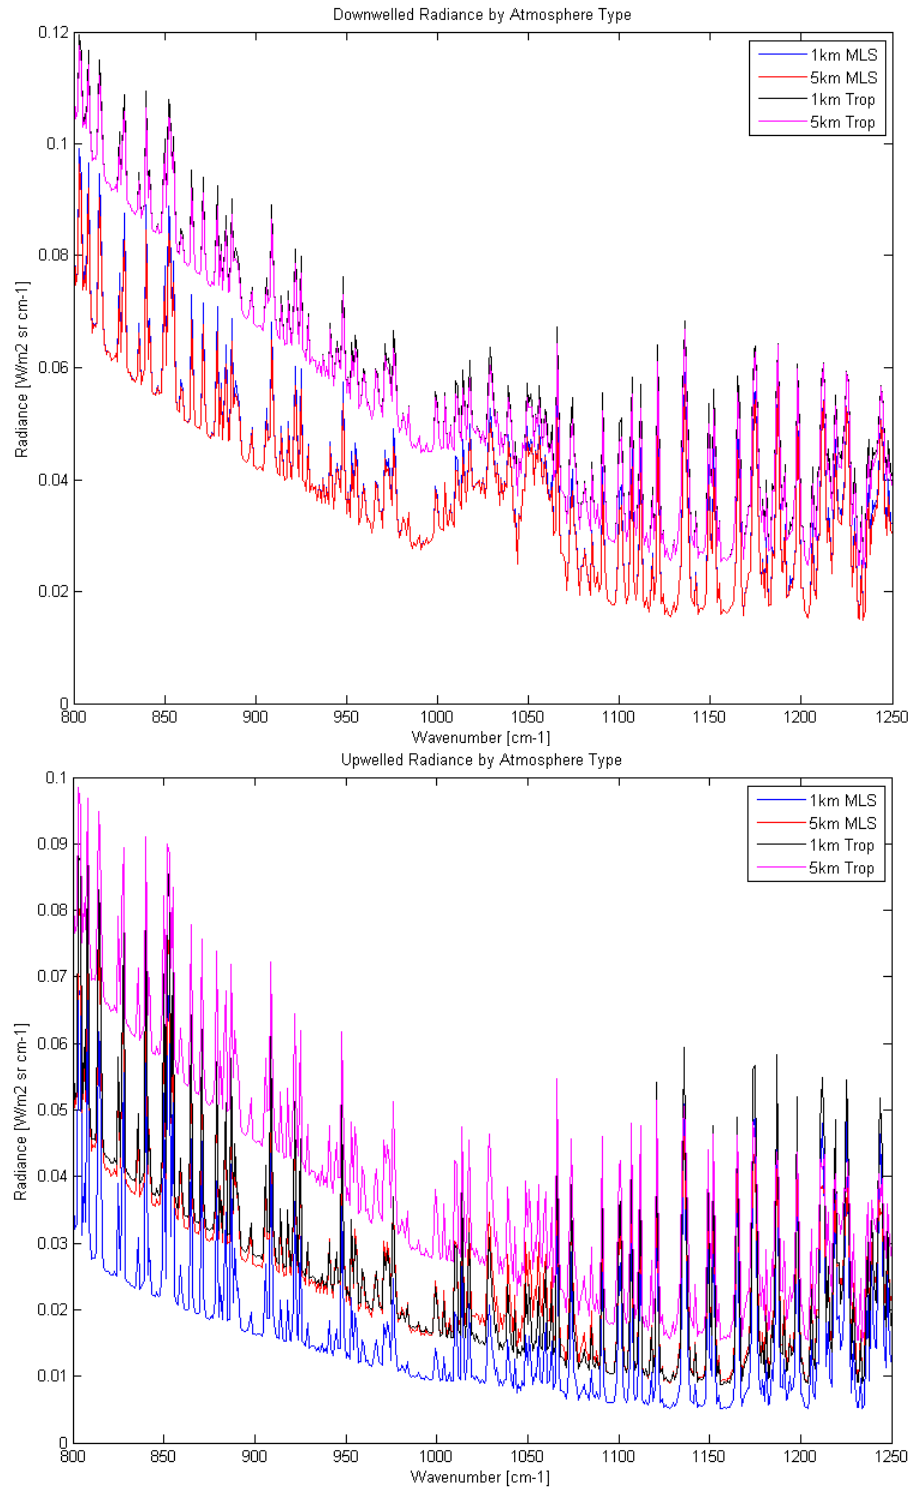 Downwelled Radiance by Atmosphere Type
0.12
0.1
0.08
0.06
0.04
0.02
0
Radiance [W/m2 sr cm-1]
1km MLS
5km MLS
1km Trop
5km Trop
800 850 900 950 1000 1050 1100 1150 1200 1250
Wavenumber [cm-1]
Upwelled Radiance by Atmosphere Type
0.1
0.09
0.08
0.07
0.06
0.05
0.04
0.03
0.02
0.01
0
Radiance [W/m2 sr cm-1]
1km MLS
5km MLS
1km Trop
5km Trop
800 850 900 950 1000 1050 1100 1150 1200 1250
Wavenumber [cm-1]